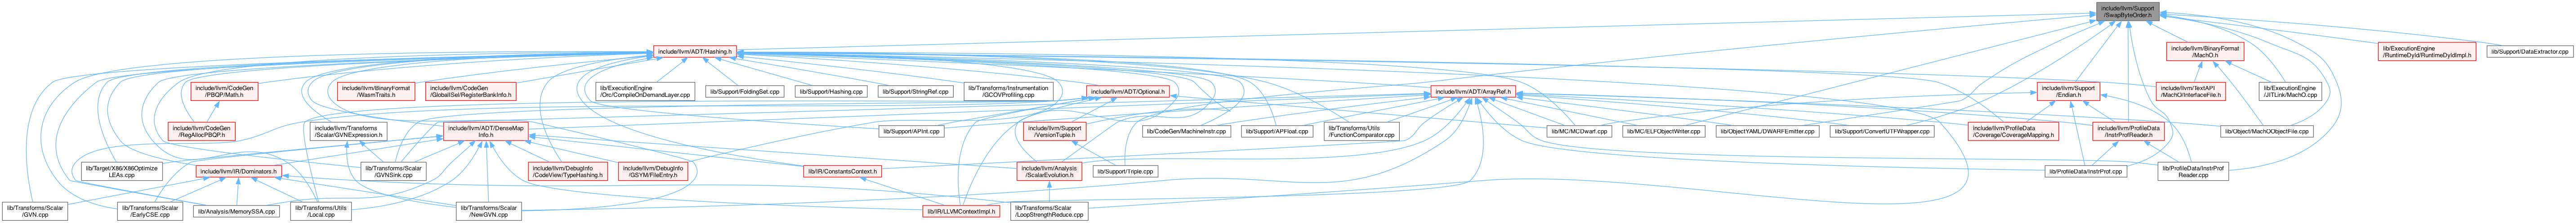 include/llvm/Support
/SwapByteOrder.h
include/llvm/ADT/Hashing.h
include/llvm/BinaryFormat
/MachO.h
lib/ExecutionEngine
/RuntimeDyld/RuntimeDyldImpl.h
lib/Support/DataExtractor.cpp
include/llvm/CodeGen
/PBQP/Math.h
include/llvm/BinaryFormat
/WasmTraits.h
include/llvm/CodeGen
/GlobalISel/RegisterBankInfo.h
lib/ExecutionEngine
/Orc/CompileOnDemandLayer.cpp
lib/Support/FoldingSet.cpp
lib/Support/Hashing.cpp
lib/Support/StringRef.cpp
lib/Transforms/Instrumentation
/GCOVProfiling.cpp
include/llvm/ADT/Optional.h
include/llvm/ADT/ArrayRef.h
include/llvm/Support
/Endian.h
include/llvm/TextAPI
/MachO/InterfaceFile.h
lib/ExecutionEngine
/JITLink/MachO.cpp
include/llvm/CodeGen
/RegAllocPBQP.h
include/llvm/Transforms
/Scalar/GVNExpression.h
include/llvm/ADT/DenseMap
Info.h
lib/Support/APInt.cpp
include/llvm/Support
/VersionTuple.h
lib/CodeGen/MachineInstr.cpp
lib/Support/APFloat.cpp
lib/Transforms/Utils
/FunctionComparator.cpp
lib/MC/MCDwarf.cpp
lib/MC/ELFObjectWriter.cpp
lib/ObjectYAML/DWARFEmitter.cpp
lib/Support/ConvertUTFWrapper.cpp
include/llvm/ProfileData
/Coverage/CoverageMapping.h
include/llvm/ProfileData
/InstrProfReader.h
lib/Object/MachOObjectFile.cpp
lib/Target/X86/X86Optimize
LEAs.cpp
include/llvm/IR/Dominators.h
lib/Transforms/Scalar
/GVNSink.cpp
include/llvm/DebugInfo
/CodeView/TypeHashing.h
include/llvm/DebugInfo
/GSYM/FileEntry.h
lib/IR/ConstantsContext.h
include/llvm/Analysis
/ScalarEvolution.h
lib/Support/Triple.cpp
lib/ProfileData/InstrProf.cpp
lib/ProfileData/InstrProf
Reader.cpp
lib/Transforms/Scalar
/GVN.cpp
lib/Transforms/Scalar
/EarlyCSE.cpp
lib/Analysis/MemorySSA.cpp
lib/Transforms/Utils
/Local.cpp
lib/Transforms/Scalar
/NewGVN.cpp
lib/IR/LLVMContextImpl.h
lib/Transforms/Scalar
/LoopStrengthReduce.cpp